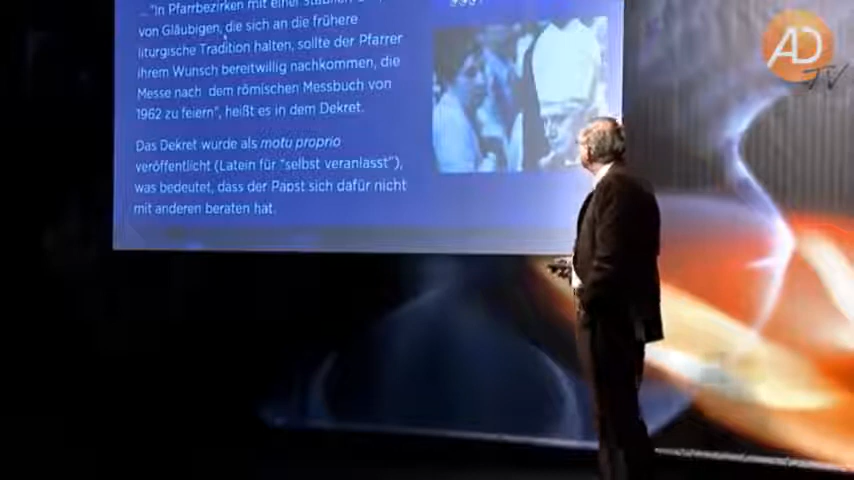 ..."In Pfarrbezirken mit einer
von Gläubigen, die sich an die frühere
liturgische Tradition halten, sollte der Pfarrer
ihrem Wunsch bereitwillig nachkommen, die
Messe nach dem römischen Messbuch von
1962 zu feiern", heißt es in dem Dekret.
Das Dekret wurde als motu proprio
veröffentlicht (Latein für "selbst veranlasst"),
was bedeutet, dass der Papst sich dafür nicht
mit anderen beraten hat.
AD
TV